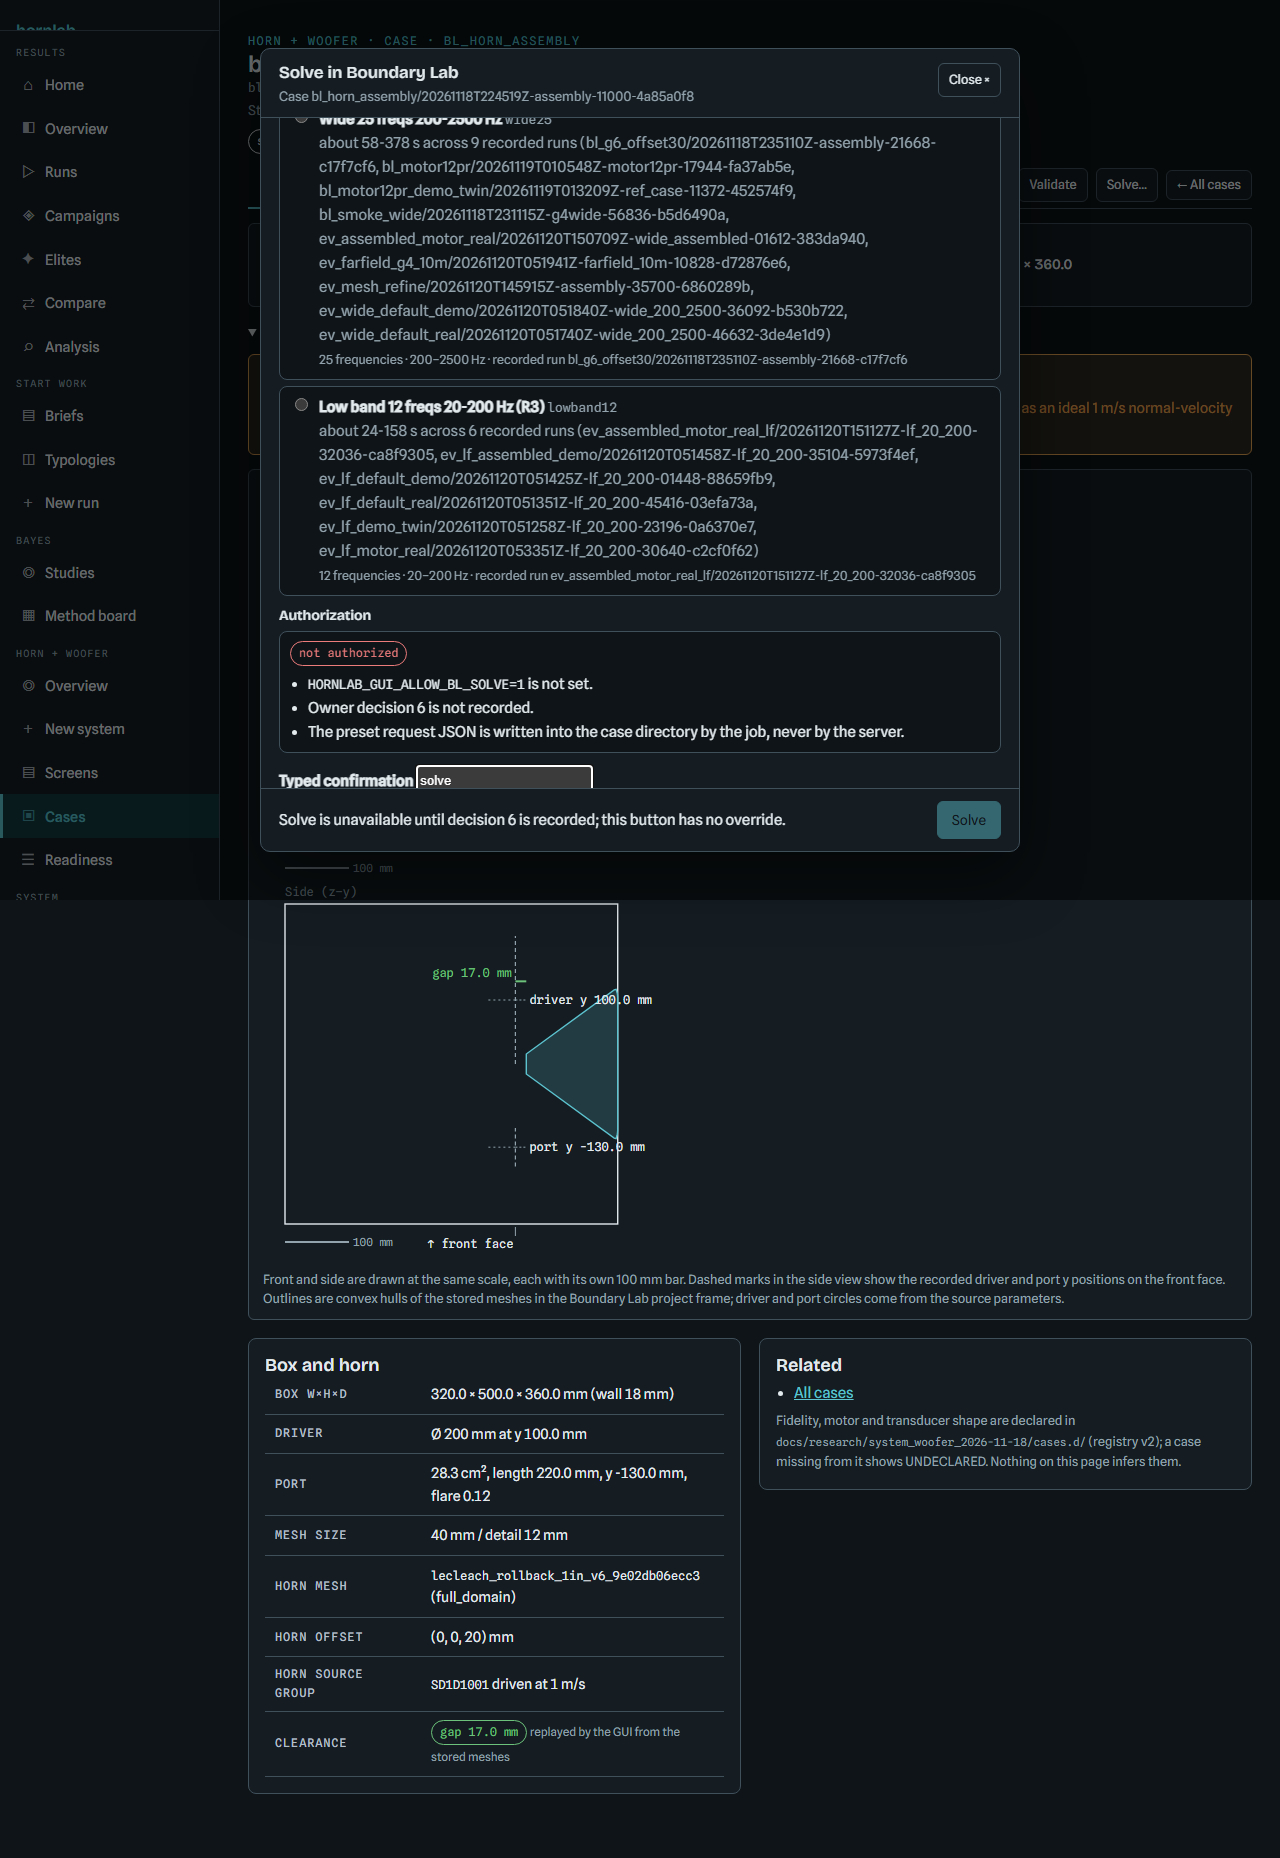 hornlab
RESULTS
Home
Overview
Runs
Campaigns
Elites
Compare
Analysis
START WORK
Briefs
Typologies
New run
BAYES
Studies
Method board
HORN + WOOFER
Overview
New system
Screens
Cases
Readiness
SYSTEM
HORN + WOOFER · CASE · BL_HORN_ASSEMBLY
Validate
Solve…
← All cases
× 360.0
as an ideal 1 m/s normal-velocity
Solve in Boundary Lab
Case bl_horn_assembly/20261118T224519Z-assembly-11000-4a85a0f8
Close ×
Wide 25 freqs 200-2500 Hz wide25
about 58-378 s across 9 recorded runs (bl_g6_offset30/20261118T235110Z-assembly-21668-
c17f7cf6, bl_motor12pr/20261119T010548Z-motor12pr-17944-fa37ab5e,
bl_motor12pr_demo_twin/20261119T013209Z-ref_case-11372-452574f9,
bl_smoke_wide/20261118T231115Z-g4wide-56836-b5d6490a,
ev_assembled_motor_real/20261120T150709Z-wide_assembled-01612-383da940,
ev_farfield_g4_10m/20261120T051941Z-farfield_10m-10828-d72876e6,
ev_mesh_refine/20261120T145915Z-assembly-35700-6860289b,
ev_wide_default_demo/20261120T051840Z-wide_200_2500-36092-b530b722,
ev_wide_default_real/20261120T051740Z-wide_200_2500-46632-3de4e1d9)
25 frequencies · 200–2500 Hz · recorded run bl_g6_offset30/20261118T235110Z-assembly-21668-c17f7cf6
Low band 12 freqs 20-200 Hz (R3) lowband12
about 24-158 s across 6 recorded runs (ev_assembled_motor_real_lf/20261120T151127Z-lf_20_200-
32036-ca8f9305, ev_lf_assembled_demo/20261120T051458Z-lf_20_200-35104-5973f4ef,
ev_lf_default_demo/20261120T051425Z-lf_20_200-01448-88659fb9,
ev_lf_default_real/20261120T051351Z-lf_20_200-45416-03efa73a,
ev_lf_demo_twin/20261120T051258Z-lf_20_200-23196-0a6370e7,
ev_lf_motor_real/20261120T053351Z-lf_20_200-30640-c2cf0f62)
12 frequencies · 20–200 Hz · recorded run ev_assembled_motor_real_lf/20261120T151127Z-lf_20_200-32036-ca8f9305
Authorization
not authorized
• HORNLAB_GUI_ALLOW_BL_SOLVE=1 is not set.
• Owner decision 6 is not recorded.
• The preset request JSON is written into the case directory by the job, never by the server.
Typed confirmation solve
Solve is unavailable until decision 6 is recorded; this button has no override.
Solve
100 mm
Side (z-y)
gap 17.0 mm
driver y 100.0 mm
port y -130.0 mm
100 mm
↑ front face
Front and side are drawn at the same scale, each with its own 100 mm bar. Dashed marks in the side view show the recorded driver and port y positions on the front face.
Outlines are convex hulls of the stored meshes in the Boundary Lab project frame; driver and port circles come from the source parameters.
Box and horn
BOX W×H×D
320.0 × 500.0 × 360.0 mm (wall 18 mm)
DRIVER
Ø 200 mm at y 100.0 mm
PORT
28.3 cm², length 220.0 mm, y -130.0 mm,
flare 0.12
MESH SIZE
40 mm / detail 12 mm
HORN MESH
lecleach_rollback_1in_v6_9e02db06ecc3
(full_domain)
HORN OFFSET
(0, 0, 20) mm
HORN SOURCE
GROUP
SD1D1001 driven at 1 m/s
CLEARANCE
gap 17.0 mm replayed by the GUI from the
stored meshes
Related
• All cases
Fidelity, motor and transducer shape are declared in
docs/research/system_woofer_2026-11-18/cases.d/ (registry v2); a case
missing from it shows UNDECLARED. Nothing on this page infers them.